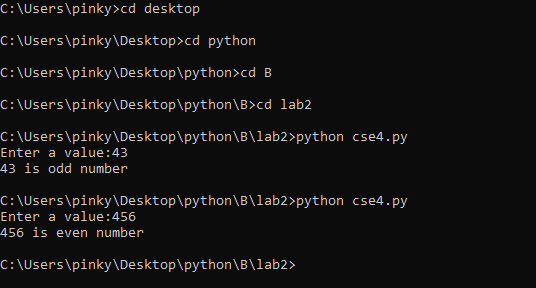 C:\Users\pinky>cd desktop
C:\Users\pinky\Desktop>cd python
C:\Users\pinky\Desktop\python>cd B
C:\Users\pinky\Desktop\python\B>cd lab2
C:\Users\pinky\Desktop\python\B\lab2>python cse4.py
Enter a value:43
43 is odd number
C:\Users\pinky\Desktop\python\B\lab2>python cse4.py
Enter a value:456
456 is even number
C:\Users\pinky\Desktop\python\B\lab2>